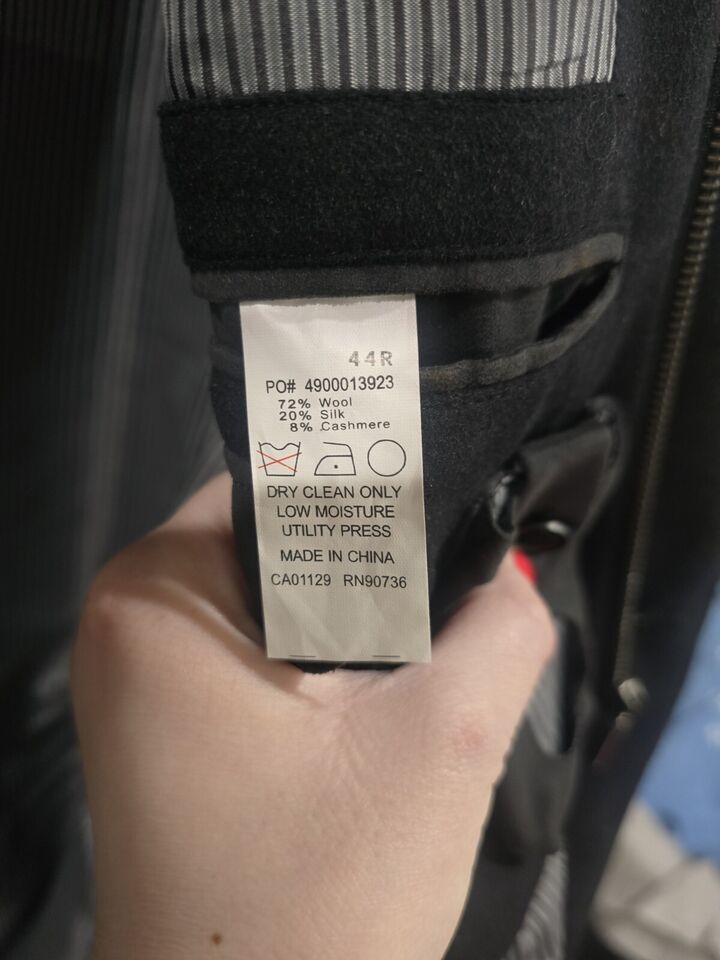 44R
PO# 4900013923
72% Wool
20% Silk
8% Cashmere
DRY CLEAN ONLY
LOW MOISTURE
UTILITY PRESS
MADE IN CHINA
CA01129 RN90736